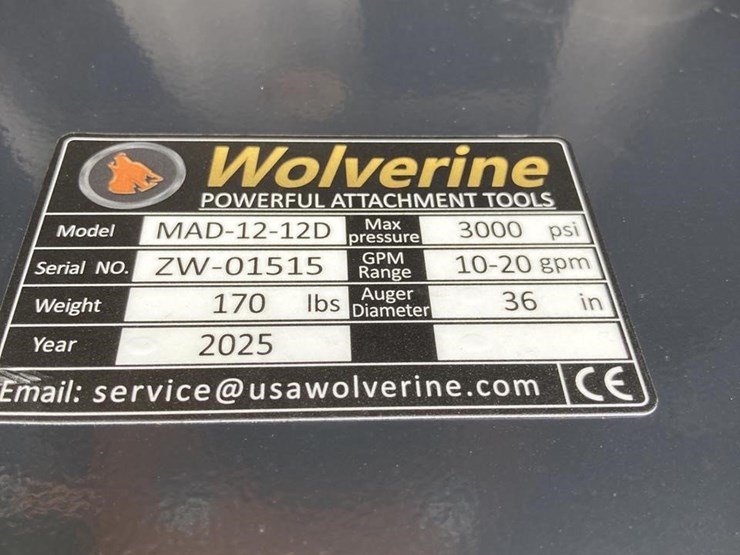 Wolverine
POWERFUL ATTACHMENT TOOLS
Model MAD-12-12D Max pressure 3000 psi
Serial NO. ZW-01515 GPM Range 10-20 gpm
Weight 170 lbs Auger Diameter 36 in
Year 2025
Email: service@usawolverine.com CE